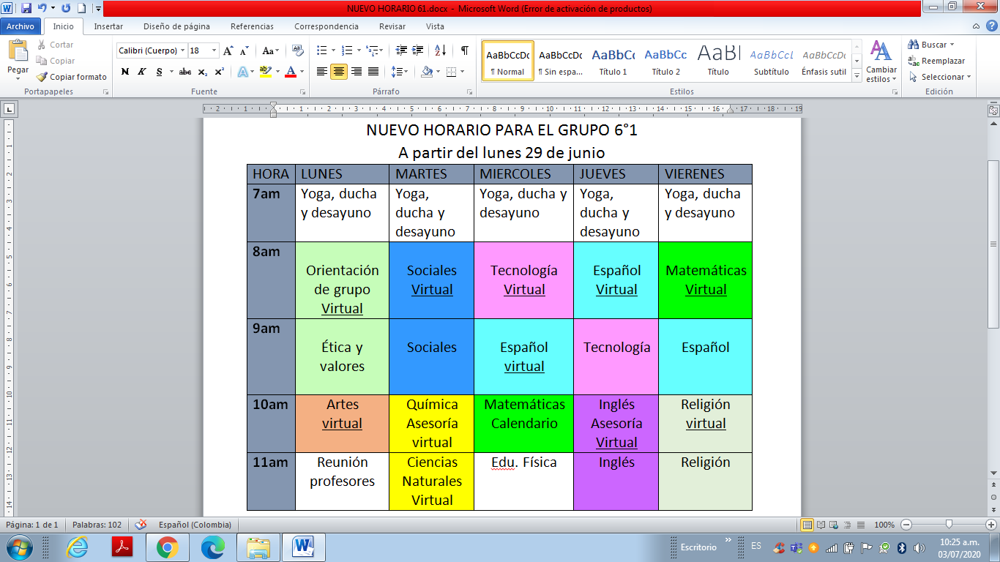 NUEVO HORARIO 61.docx - Microsoft Word (Error de activación de productos)
Archivo Inicio Insertar Diseño de página Referencias Correspondencia Revisar Vista
Pegar
Cortar
Copiar
Copiar formato
Portapapeles
Calibri (Cuerpo) 18
N K S abc x₂ x²
Fuente
Párrafo
AaBbCcDc
¶ Normal
AaBbCcDc
¶ Sin espa...
AaBbCc
Título 1
AaBbCc
Título 2
AaBl
Título
AaBbCcL
Subtítulo
AaBbCcDc
Énfasis sutil
Cambiar
estilos
Estilos
Buscar
Reemplazar
Seleccionar
Edición
NUEVO HORARIO PARA EL GRUPO 6°1
A partir del lunes 29 de junio
HORA LUNES MARTES MIERCOLES JUEVES VIERENES
7am
Yoga, ducha
y desayuno
Yoga,
ducha y
desayuno
Yoga, ducha y
desayuno
Yoga,
ducha y
desayuno
Yoga, ducha
y desayuno
8am
Orientación
de grupo
Virtual
Sociales
Virtual
Tecnología
Virtual
Español
Virtual
Matemáticas
Virtual
9am
Ética y
valores
Sociales
Español
virtual
Tecnología
Español
10am
Artes
virtual
Química
Asesoría
virtual
Matemáticas
Calendario
Inglés
Asesoría
Virtual
Religión
virtual
11am
Reunión
profesores
Ciencias
Naturales
Virtual
Edu. Física
Inglés
Religión
Página: 1 de 1 Palabras: 102 Español (Colombia) 100%
Escritorio ES 10:25 a.m.
03/07/2020